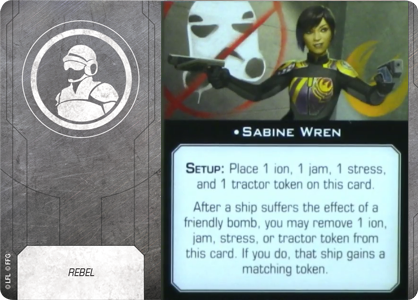 •Sabine Wren
Setup: Place 1 ion, 1 jam, 1 stress,
and 1 tractor token on this card.
After a ship suffers the effect of a
friendly bomb, you may remove 1 ion,
jam, stress, or tractor token from
this card. If you do, that ship gains a
matching token.
REBEL
© LFL © FFG